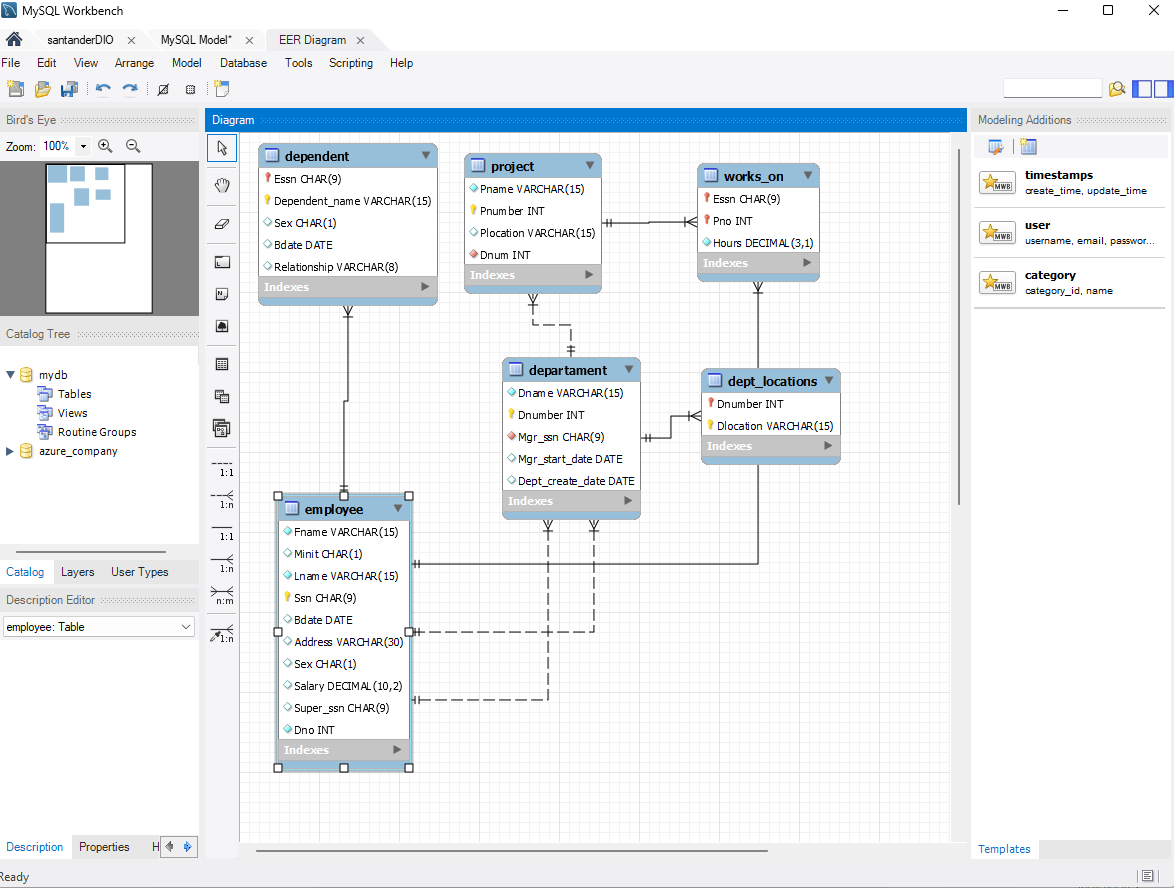 MySQL Workbench
santanderDIO
MySQL Model*
EER Diagram
File Edit View Arrange Model Database Tools Scripting Help
Bird's Eye
Zoom: 100%
Catalog Tree
mydb
Tables
Views
Routine Groups
azure_company
Catalog Layers User Types
Description Editor
employee: Table
Description Properties H
Ready
Diagram
1:1
1:n
1:1
1:n
n:m
1:n
dependent
Essn CHAR(9)
Dependent_name VARCHAR(15)
Sex CHAR(1)
Bdate DATE
Relationship VARCHAR(8)
Indexes
project
Pname VARCHAR(15)
Pnumber INT
Plocation VARCHAR(15)
Dnum INT
Indexes
works_on
Essn CHAR(9)
Pno INT
Hours DECIMAL(3,1)
Indexes
departament
Dname VARCHAR(15)
Dnumber INT
Mgr_ssn CHAR(9)
Mgr_start_date DATE
Dept_create_date DATE
Indexes
dept_locations
Dnumber INT
Dlocation VARCHAR(15)
Indexes
employee
Fname VARCHAR(15)
Minit CHAR(1)
Lname VARCHAR(15)
Ssn CHAR(9)
Bdate DATE
Address VARCHAR(30)
Sex CHAR(1)
Salary DECIMAL(10,2)
Super_ssn CHAR(9)
Dno INT
Indexes
Modeling Additions
MWB
timestamps
create_time, update_time
MWB
user
username, email, passwor...
MWB
category
category_id, name
Templates